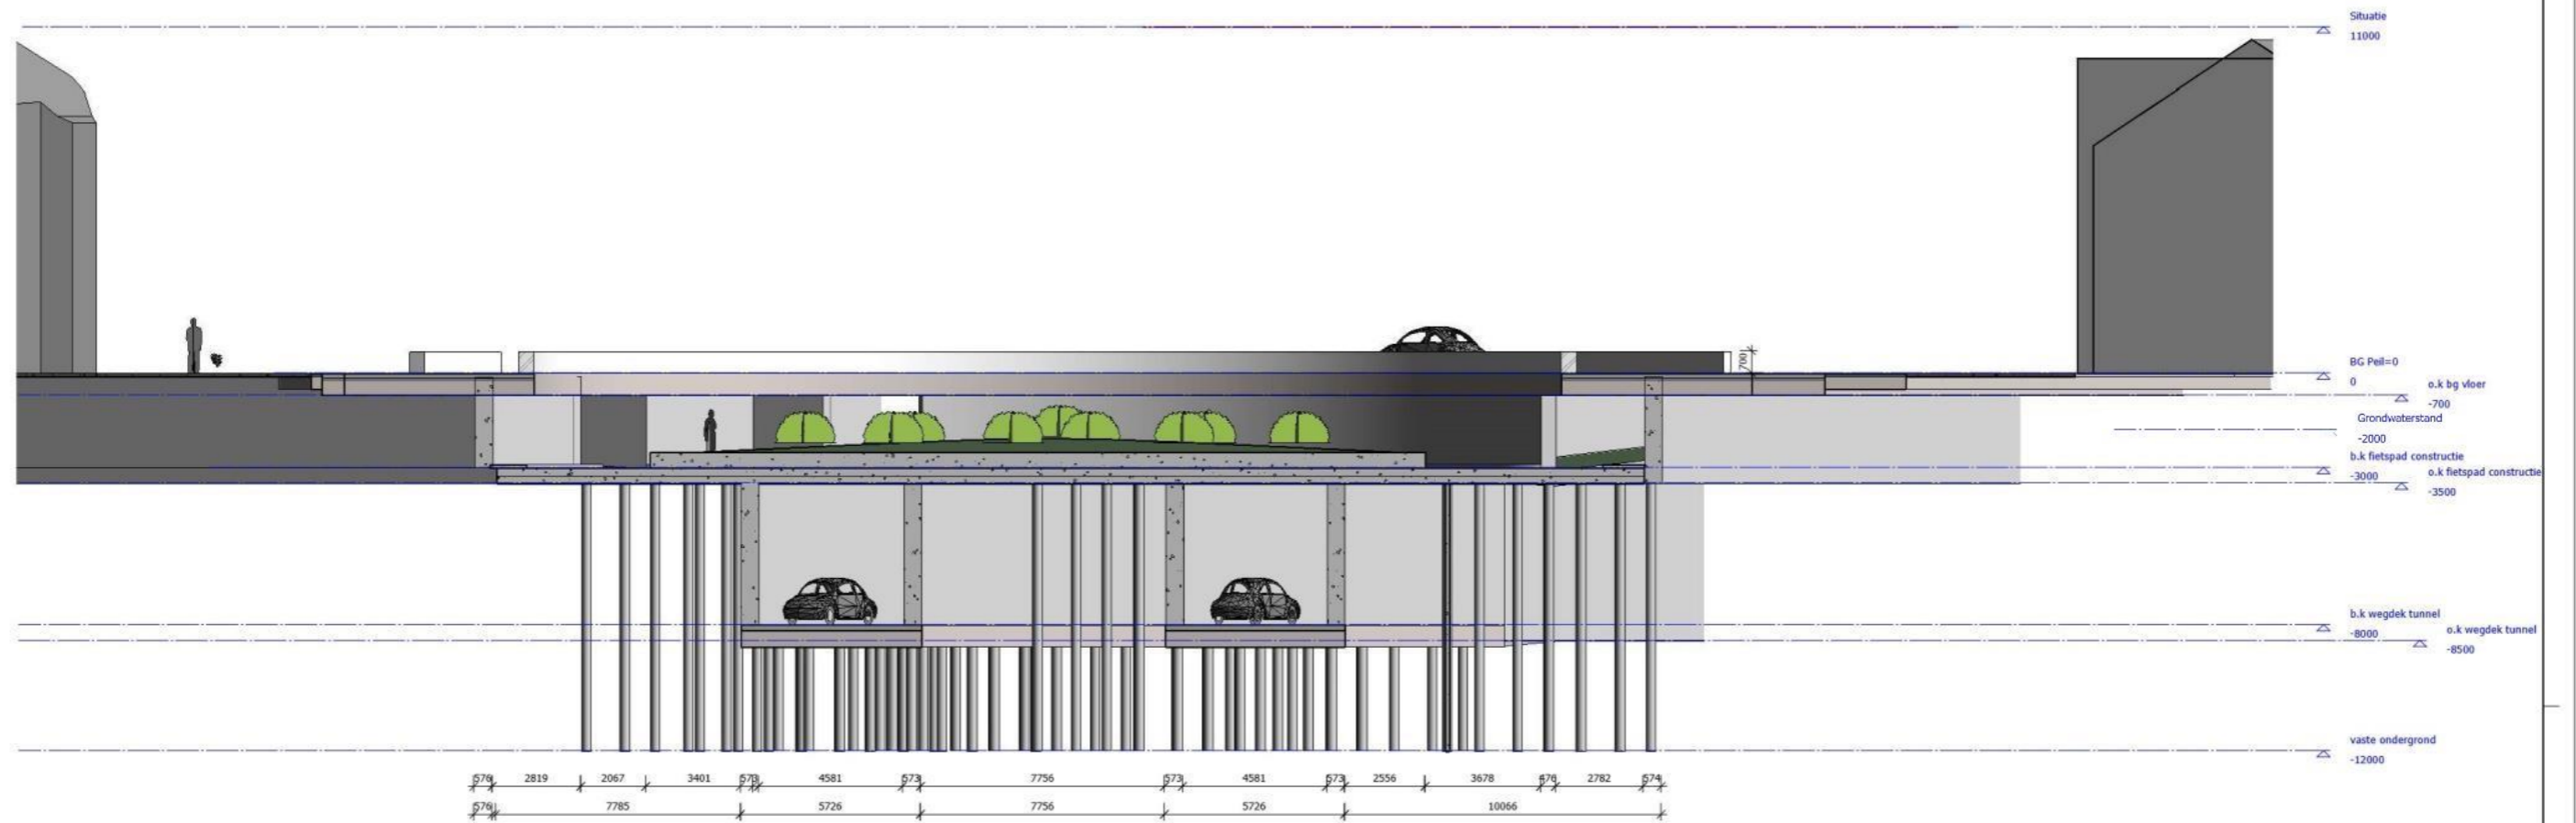 Situatie
11000
700
BG Peil=0
0
o.k bg vloer
-700
Grondwaterstand
-2000
b.k fietspad constructie
-3000
o.k fietspad constructie
-3500
b.k wegdek tunnel
-8000
o.k wegdek tunnel
-8500
vaste ondergrond
-12000
576 2819 2067 3401 573 4581 573 7756 573 4581 573 2556 3678 476 2782 574
576 7785 5726 7756 5726 10066